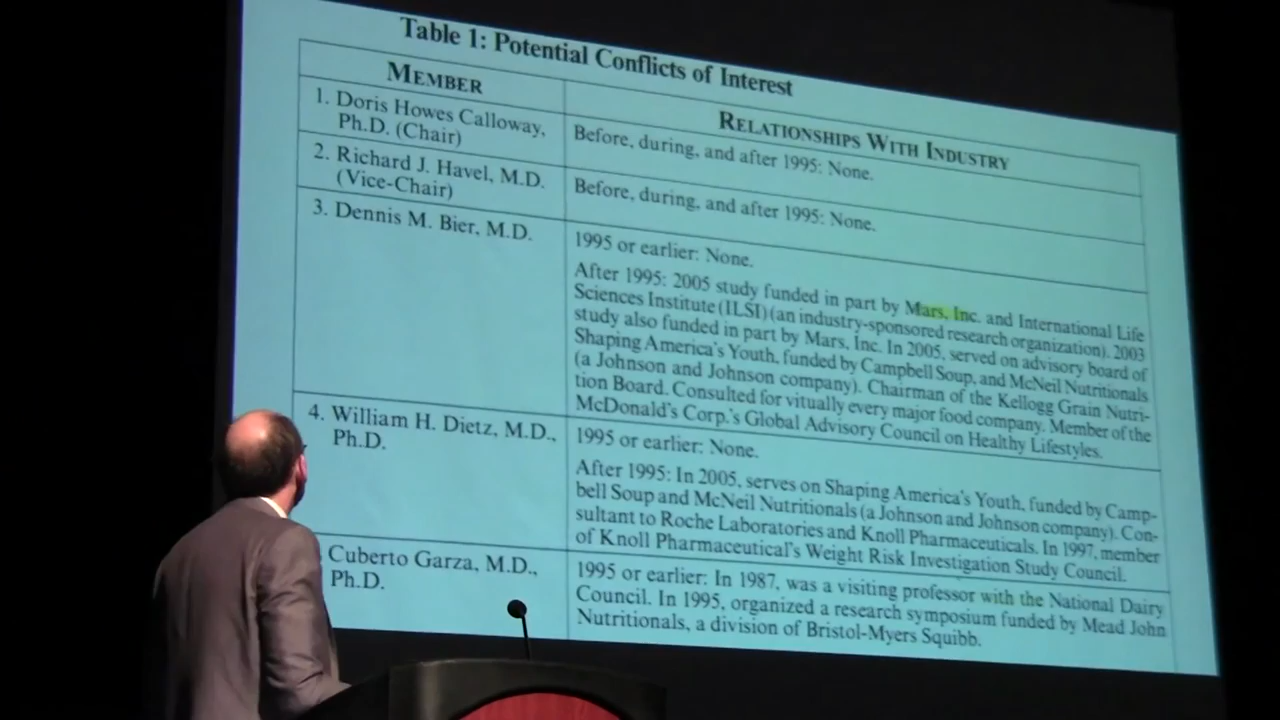 Table 1: Potential Conflicts of Interest
MEMBER
RELATIONSHIPS WITH INDUSTRY
1. Doris Howes Calloway,
Ph.D. (Chair)
Before, during, and after 1995: None.
2. Richard J. Havel, M.D.
(Vice-Chair)
Before, during, and after 1995: None.
3. Dennis M. Bier, M.D.
1995 or earlier: None.
After 1995: 2005 study funded in part by Mars, Inc. and International Life
Sciences Institute (ILSI) (an industry-sponsored research organization). 2003
study also funded in part by Mars, Inc. In 2005, served on advisory board of
Shaping America's Youth, funded by Campbell Soup, and McNeil Nutritionals
(a Johnson and Johnson company). Chairman of the Kellogg Grain Nutri-
tion Board. Consulted for vitually every major food company. Member of the
McDonald's Corp.'s Global Advisory Council on Healthy Lifestyles.
4. William H. Dietz, M.D.,
Ph.D.
1995 or earlier: None.
After 1995: In 2005, serves on Shaping America's Youth, funded by Camp-
bell Soup and McNeil Nutritionals (a Johnson and Johnson company). Con-
sultant to Roche Laboratories and Knoll Pharmaceuticals. In 1997, member
of Knoll Pharmaceutical's Weight Risk Investigation Study Council.
Cuberto Garza, M.D.,
Ph.D.
1995 or earlier: In 1987, was a visiting professor with the National Dairy
Council. In 1995, organized a research symposium funded by Mead John
Nutritionals, a division of Bristol-Myers Squibb.